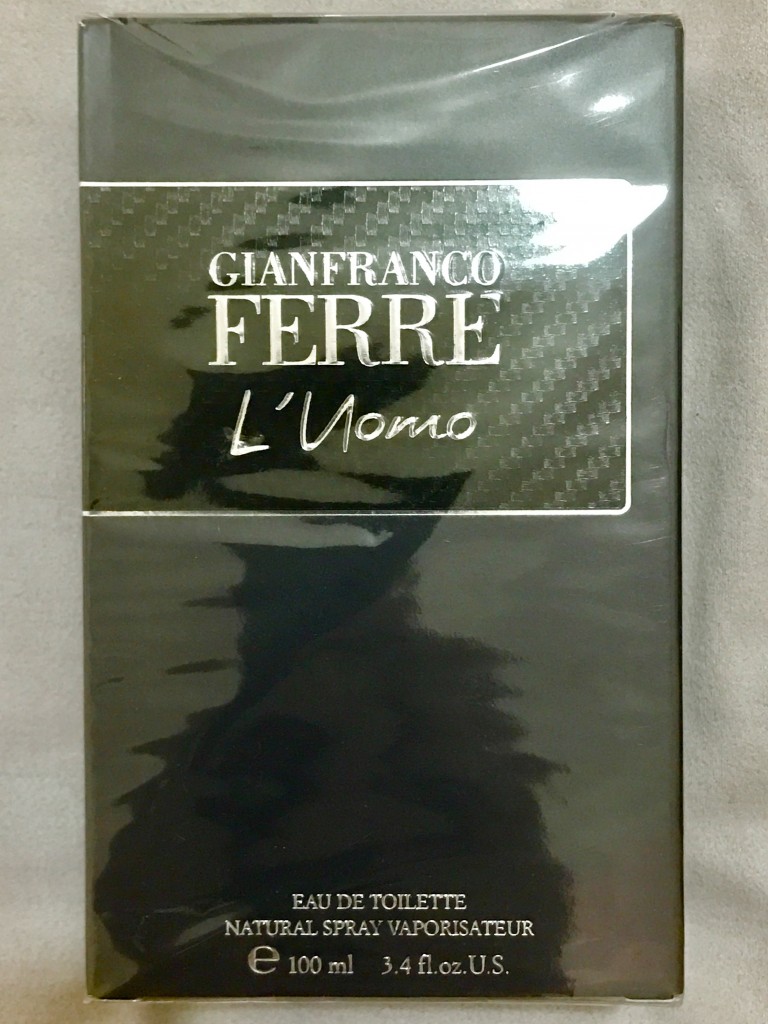 GIANFRANCO
FERRE
L'Uomo
EAU DE TOILETTE
NATURAL SPRAY VAPORISATEUR
℮ 100 ml 3.4 fl.oz.U.S.